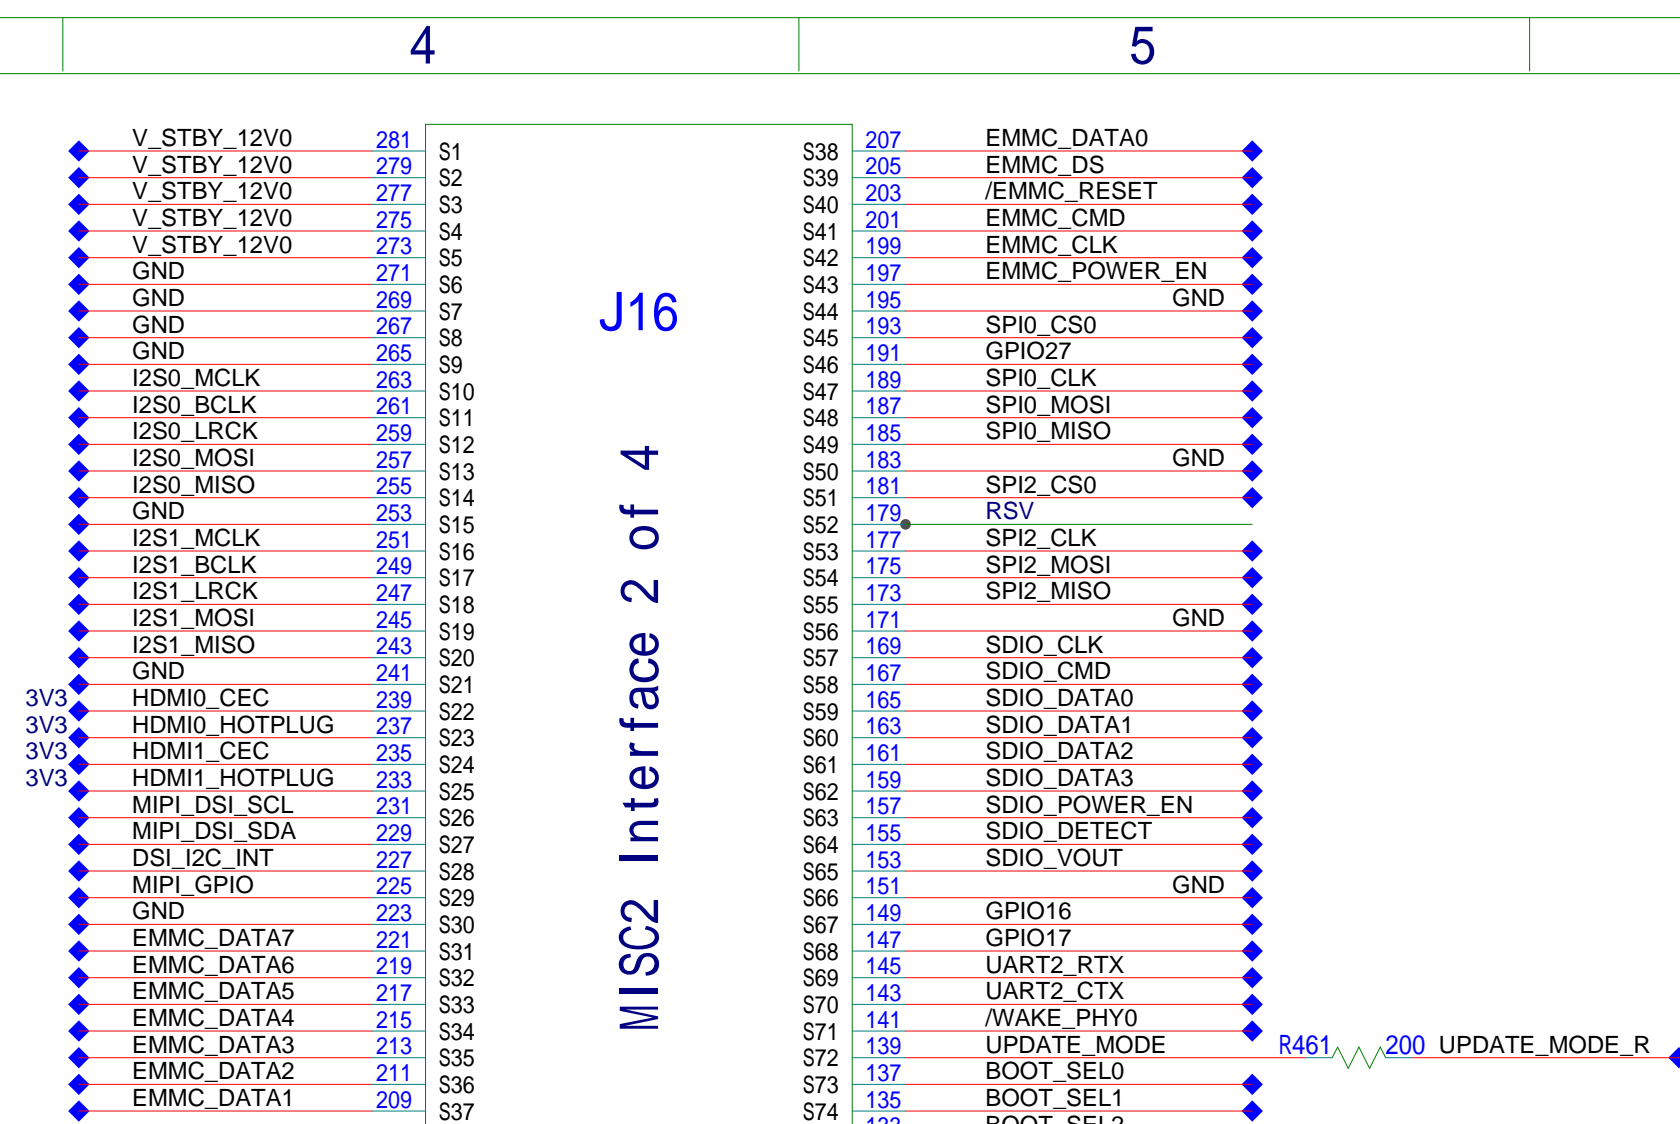 4
5
V_STBY_12V0 281 S1
V_STBY_12V0 279 S2
V_STBY_12V0 277 S3
V_STBY_12V0 275 S4
V_STBY_12V0 273 S5
GND 271 S6
GND 269 S7
GND 267 S8
GND 265 S9
I2S0_MCLK 263 S10
I2S0_BCLK 261 S11
I2S0_LRCK 259 S12
I2S0_MOSI 257 S13
I2S0_MISO 255 S14
GND 253 S15
I2S1_MCLK 251 S16
I2S1_BCLK 249 S17
I2S1_LRCK 247 S18
I2S1_MOSI 245 S19
I2S1_MISO 243 S20
GND 241 S21
3V3 HDMI0_CEC 239 S22
3V3 HDMI0_HOTPLUG 237 S23
3V3 HDMI1_CEC 235 S24
3V3 HDMI1_HOTPLUG 233 S25
MIPI_DSI_SCL 231 S26
MIPI_DSI_SDA 229 S27
DSI_I2C_INT 227 S28
MIPI_GPIO 225 S29
GND 223 S30
EMMC_DATA7 221 S31
EMMC_DATA6 219 S32
EMMC_DATA5 217 S33
EMMC_DATA4 215 S34
EMMC_DATA3 213 S35
EMMC_DATA2 211 S36
EMMC_DATA1 209 S37
J16
MISC2 Interface 2 of 4
S38 207 EMMC_DATA0
S39 205 EMMC_DS
S40 203 /EMMC_RESET
S41 201 EMMC_CMD
S42 199 EMMC_CLK
S43 197 EMMC_POWER_EN
S44 195 GND
S45 193 SPI0_CS0
S46 191 GPIO27
S47 189 SPI0_CLK
S48 187 SPI0_MOSI
S49 185 SPI0_MISO
S50 183 GND
S51 181 SPI2_CS0
S52 179 RSV
S53 177 SPI2_CLK
S54 175 SPI2_MOSI
S55 173 SPI2_MISO
S56 171 GND
S57 169 SDIO_CLK
S58 167 SDIO_CMD
S59 165 SDIO_DATA0
S60 163 SDIO_DATA1
S61 161 SDIO_DATA2
S62 159 SDIO_DATA3
S63 157 SDIO_POWER_EN
S64 155 SDIO_DETECT
S65 153 SDIO_VOUT
S66 151 GND
S67 149 GPIO16
S68 147 GPIO17
S69 145 UART2_RTX
S70 143 UART2_CTX
S71 141 /WAKE_PHY0
S72 139 UPDATE_MODE R461 200 UPDATE_MODE_R
S73 137 BOOT_SEL0
S74 135 BOOT_SEL1